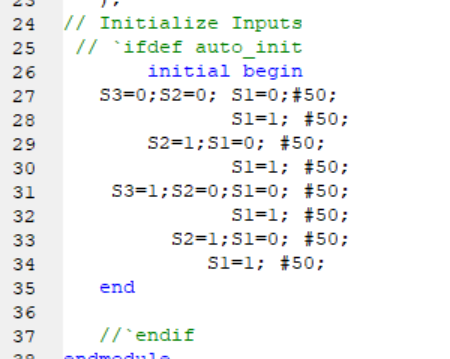 23 );
24 // Initialize Inputs
25 // `ifdef auto_init
26 initial begin
27 S3=0;S2=0; S1=0;#50;
28 S1=1; #50;
29 S2=1;S1=0; #50;
30 S1=1; #50;
31 S3=1;S2=0;S1=0; #50;
32 S1=1; #50;
33 S2=1;S1=0; #50;
34 S1=1; #50;
35 end
36
37 //`endif
38 endmodule